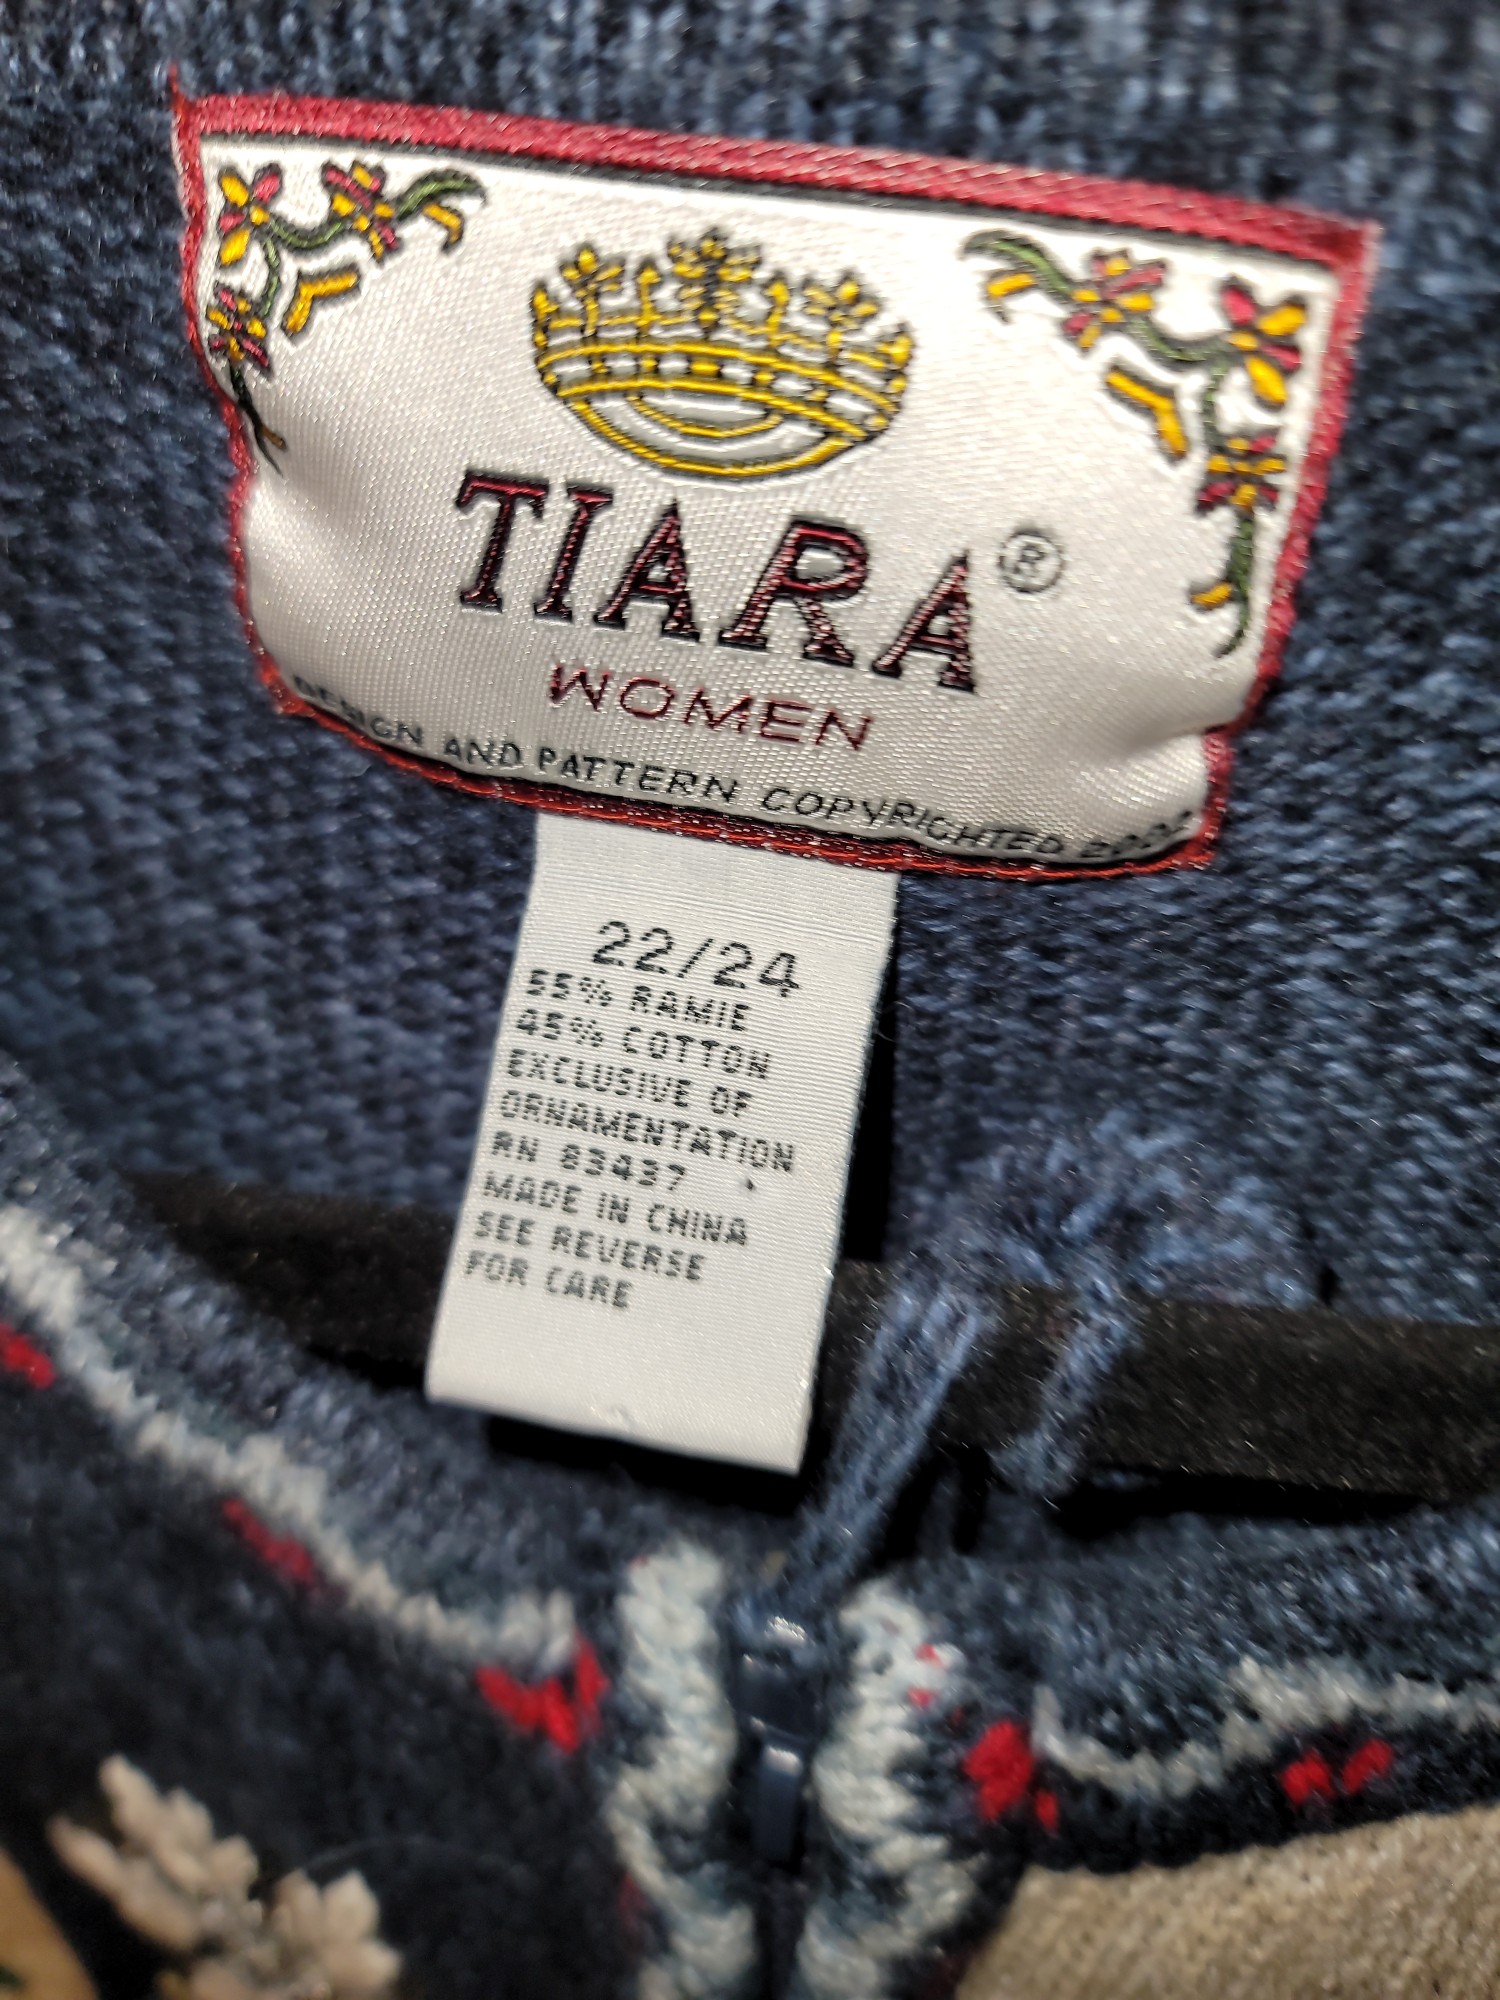 TIARA®
WOMEN
DESIGN AND PATTERN COPYRIGHTED
22/24
55% RAMIE
45% COTTON
EXCLUSIVE OF
ORNAMENTATION
RN 83437
MADE IN CHINA
SEE REVERSE
FOR CARE